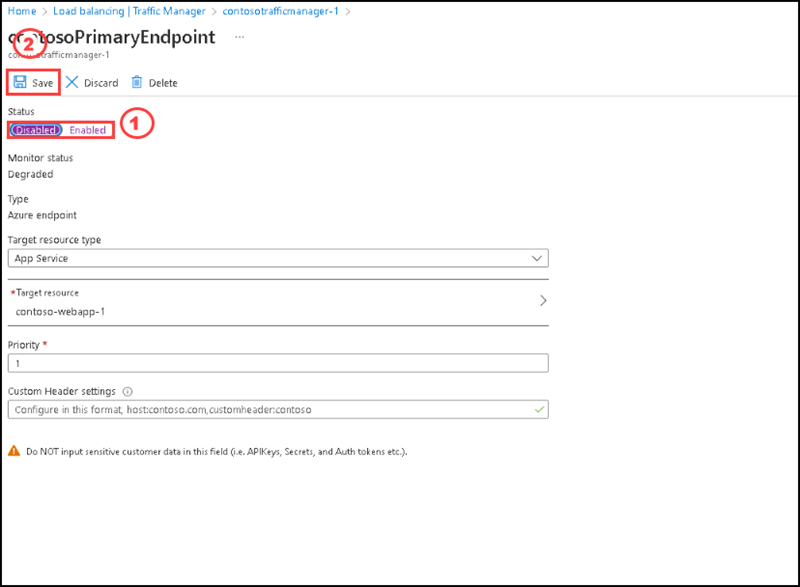 Home > Load balancing | Traffic Manager > contosotrafficmanager-1 >
contosoPrimaryEndpoint ...
contosotrafficmanager-1
2
Save Discard Delete
Status
Disabled Enabled
1
Monitor status
Degraded
Type
Azure endpoint
Target resource type
App Service
*Target resource
contoso-webapp-1
Priority *
1
Custom Header settings
Configure in this format, host:contoso.com,customheader:contoso
Do NOT input sensitive customer data in this field (i.e. APIKeys, Secrets, and Auth tokens etc.).